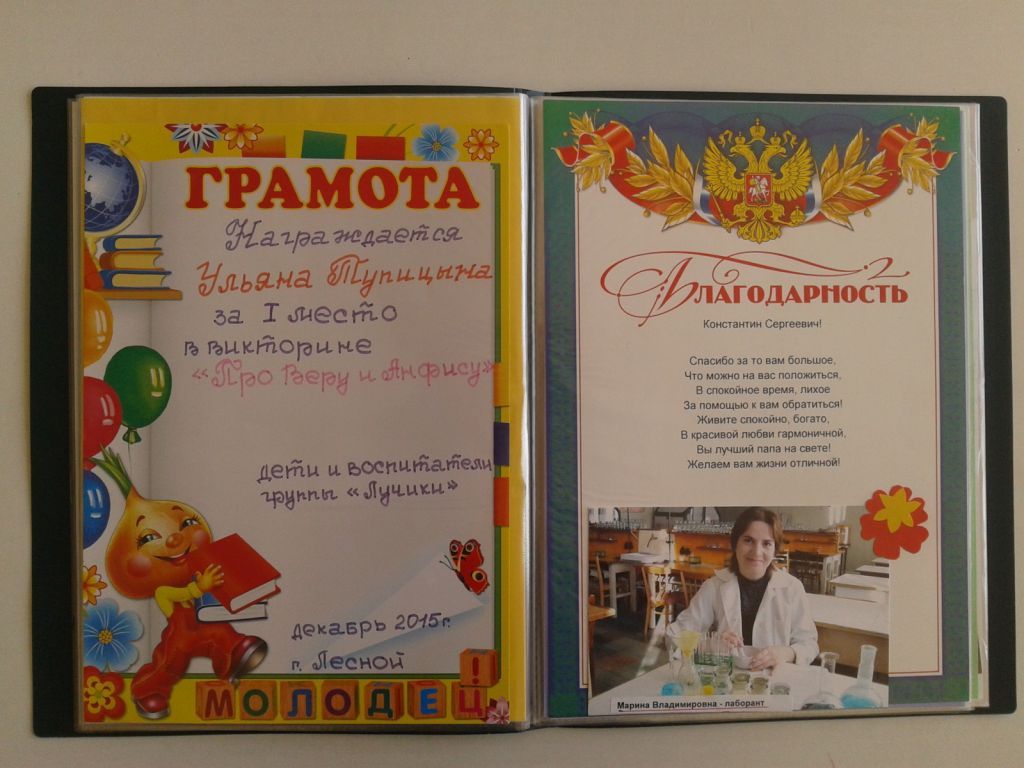 ГРАМОТА
Награждается
Ульяна Тупицына
за I место
в викторине
«Про Веру и Анфису»
дети и воспитатели
группы «Лучики»
декабрь 2015г.
г. Лесной
МОЛОДЕЦ!
Благодарность
Константин Сергеевич!
Спасибо за то вам большое,
Что можно на вас положиться,
В спокойное время, лихое
За помощью к вам обратиться!
Живите спокойно, богато,
В красивой любви гармоничной,
Вы лучший папа на свете!
Желаем вам жизни отличной!
Марина Владимировна - лаборант